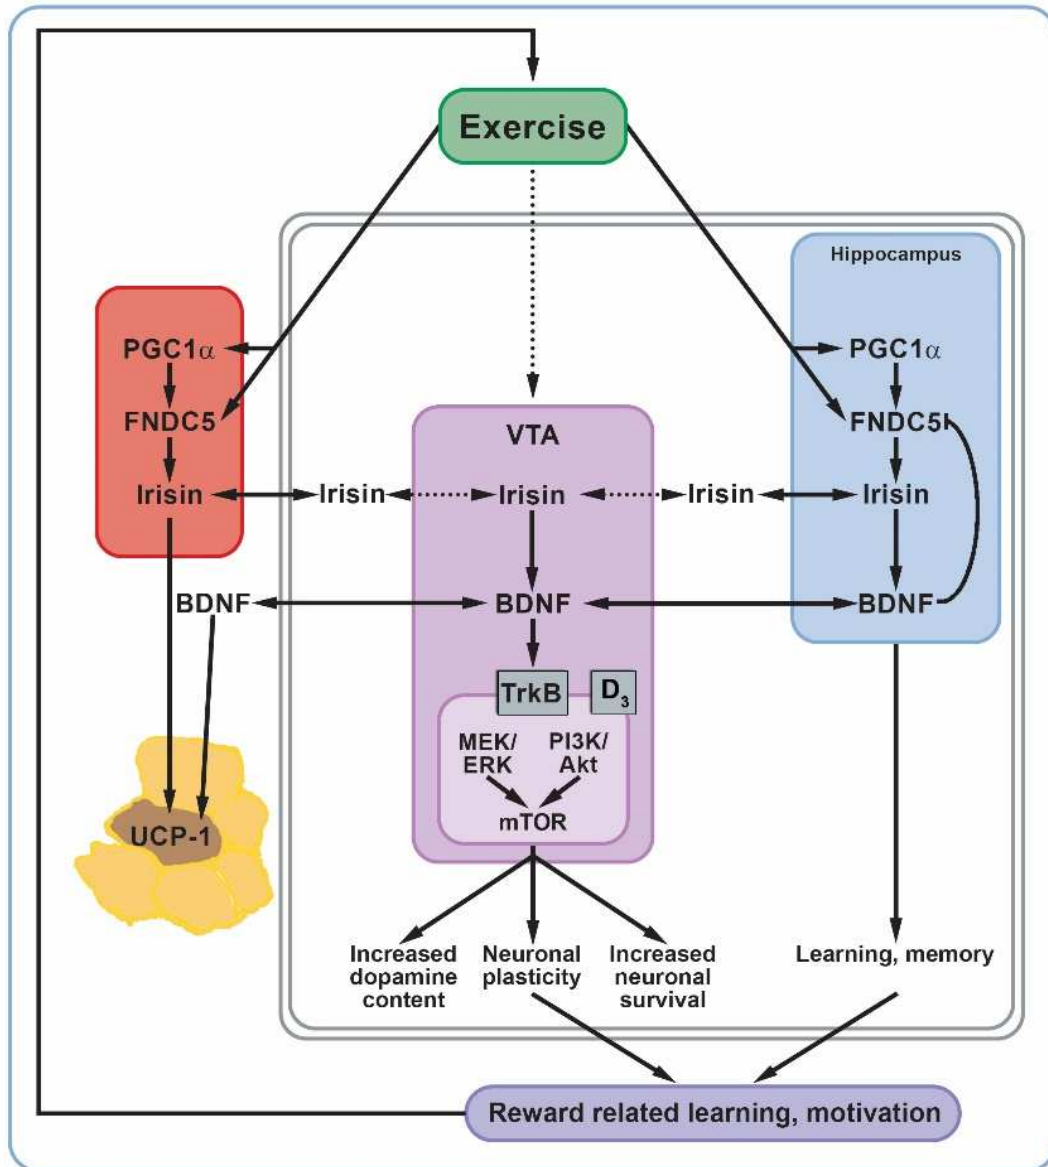 Exercise
Hippocampus
PGC1α
PGC1α
FNDC5
VTA
FNDC5
Irisin
Irisin
Irisin
Irisin
Irisin
BDNF
BDNF
BDNF
TrkB
D3
MEK/
ERK
PI3K/
Akt
UCP-1
mTOR
Increased
dopamine
content
Neuronal
plasticity
Increased
neuronal
survival
Learning, memory
Reward related learning, motivation